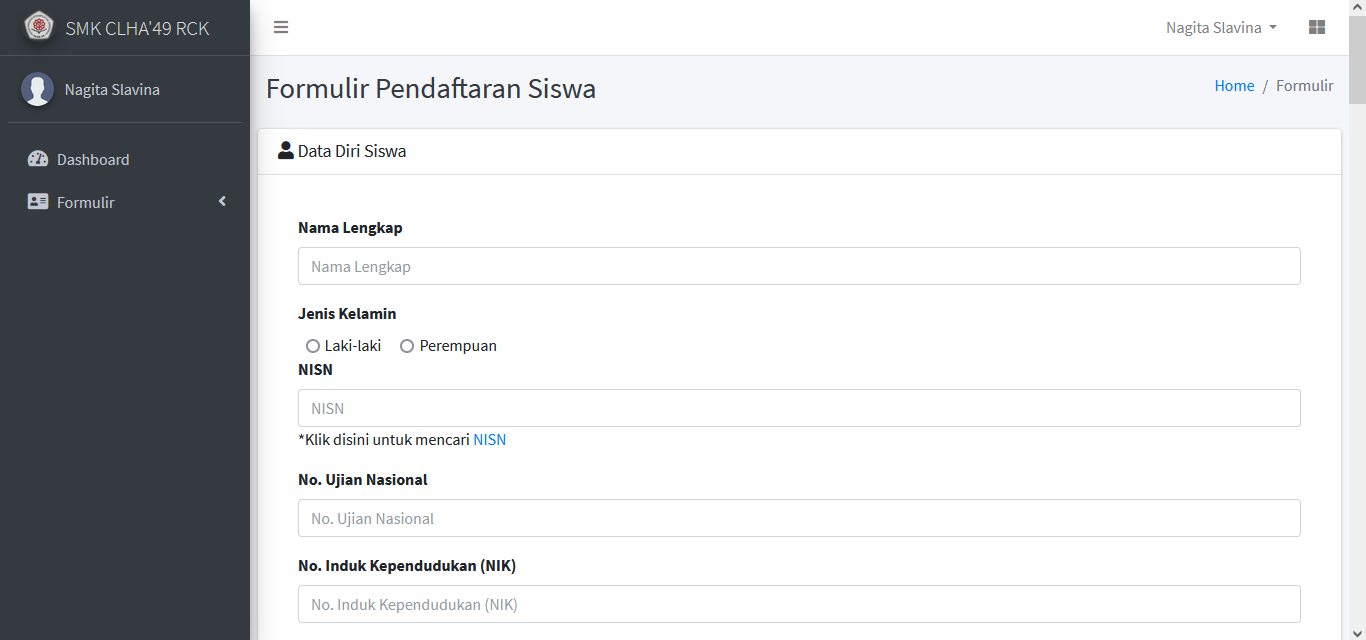 SMK CLHA'49 RCK
Nagita Slavina
Nagita Slavina
Dashboard
Formulir
Formulir Pendaftaran Siswa
Home / Formulir
Data Diri Siswa
Nama Lengkap
Nama Lengkap
Jenis Kelamin
Laki-laki Perempuan
NISN
NISN
*Klik disini untuk mencari NISN
No. Ujian Nasional
No. Ujian Nasional
No. Induk Kependudukan (NIK)
No. Induk Kependudukan (NIK)